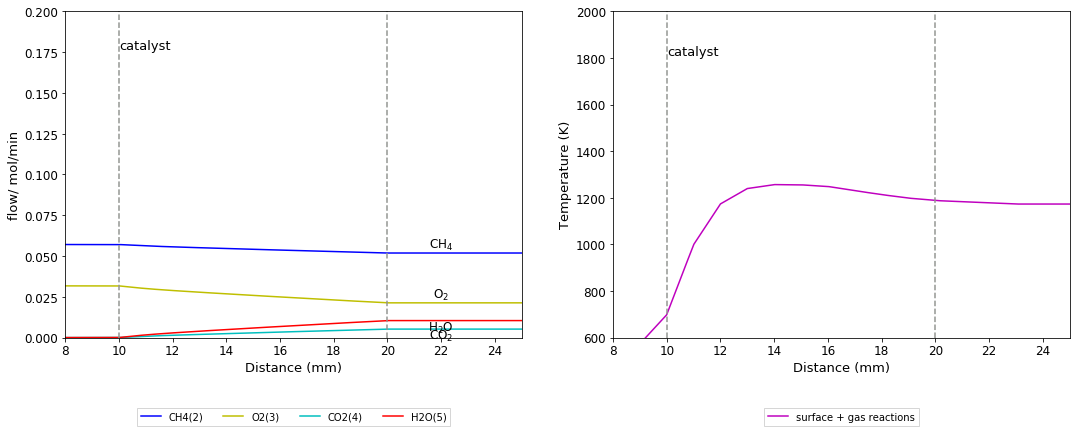 0.200
0.175
0.150
0.125
0.100
0.075
0.050
0.025
0.000
flow/ mol/min
catalyst
CH4
O2
H2O
CO2
8 10 12 14 16 18 20 22 24
Distance (mm)
CH4(2) O2(3) CO2(4) H2O(5)
2000
1800
1600
1400
1200
1000
800
600
Temperature (K)
catalyst
8 10 12 14 16 18 20 22 24
Distance (mm)
surface + gas reactions